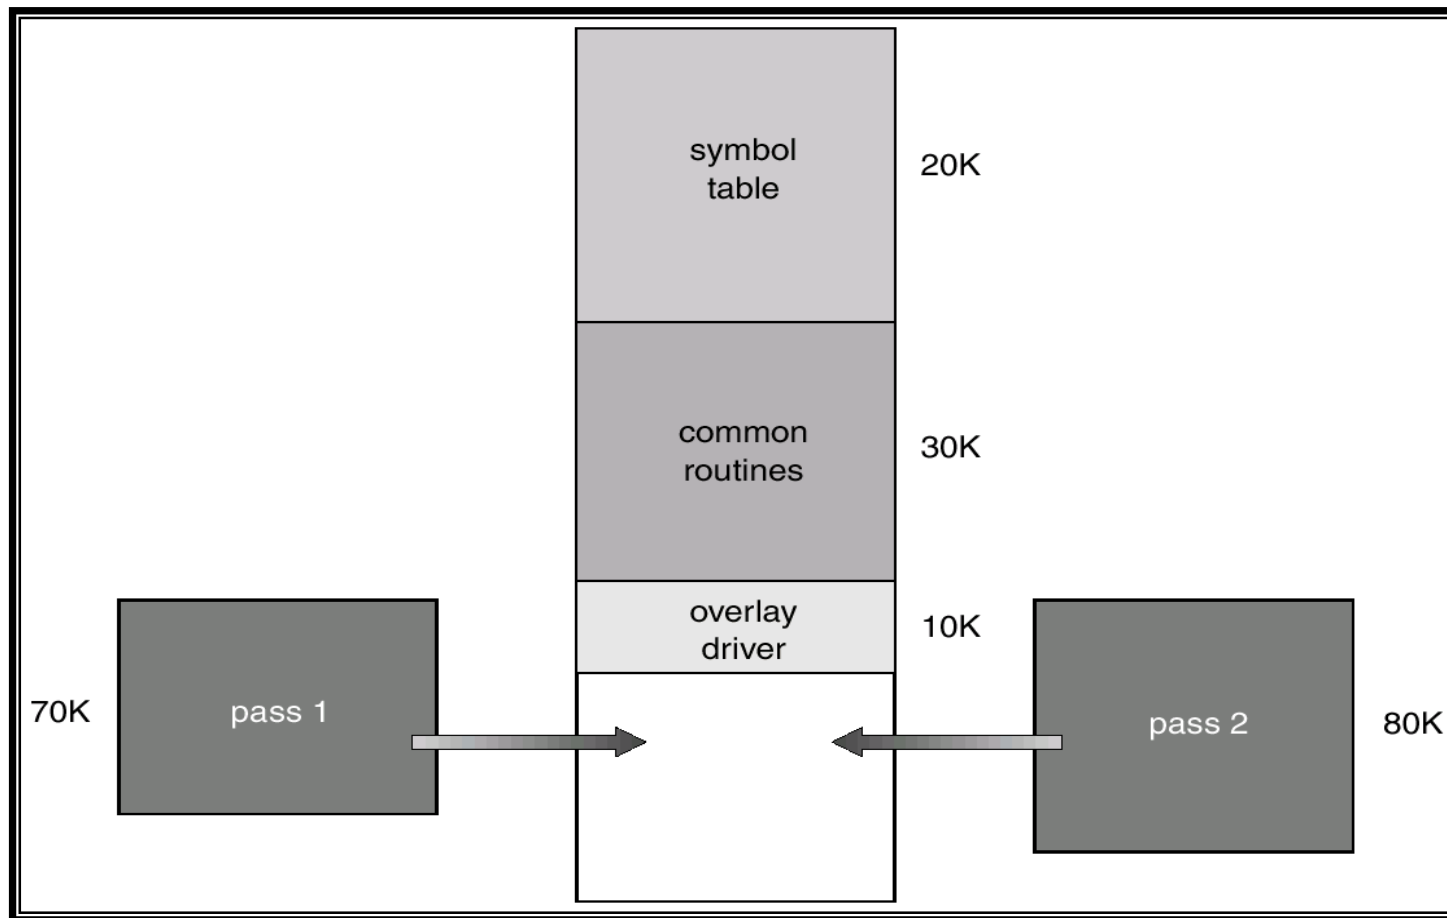 symbol
table
20K
common
routines
30K
overlay
driver
10K
70K
pass 1
pass 2
80K